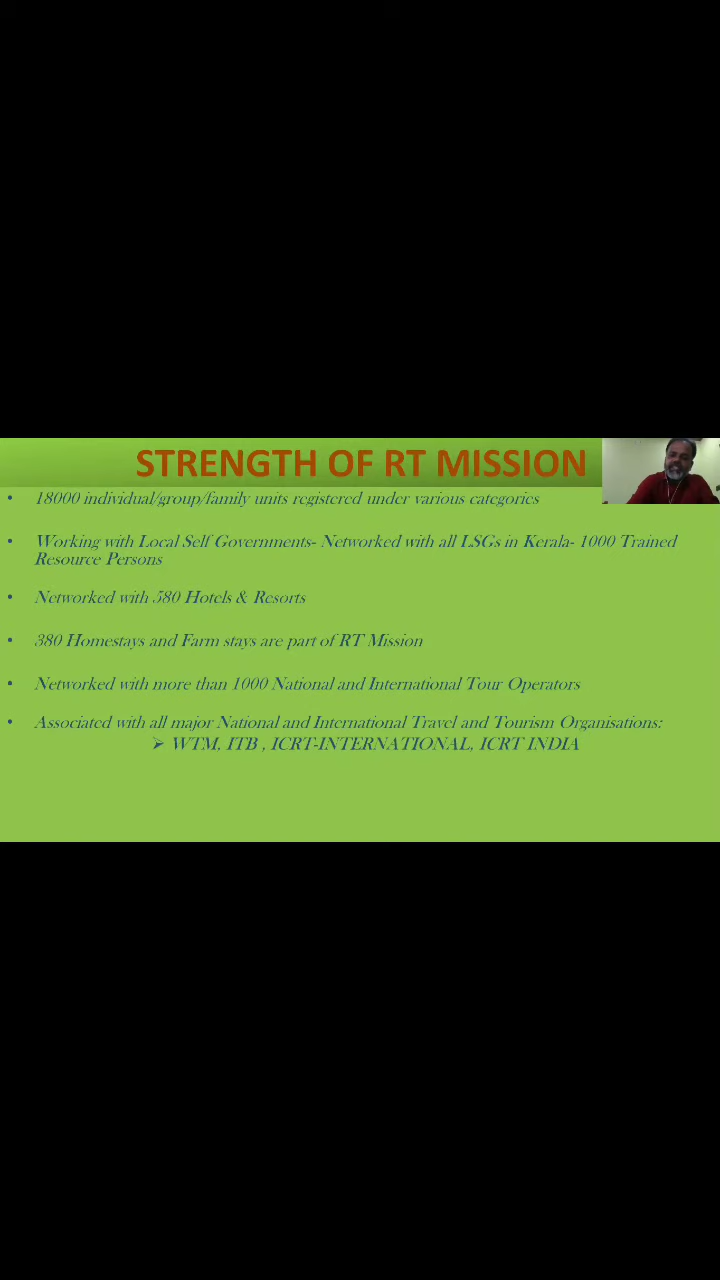 STRENGTH OF RT MISSION
• 18000 individual/group/family units registered under various categories
• Working with Local Self Governments- Networked with all LSGs in Kerala- 1000 Trained
Resource Persons
• Networked with 580 Hotels & Resorts
• 380 Homestays and Farm stays are part of RT Mission
• Networked with more than 1000 National and International Tour Operators
• Associated with all major National and International Travel and Tourism Organisations:
➢ WTM, ITB , ICRT-INTERNATIONAL, ICRT INDIA